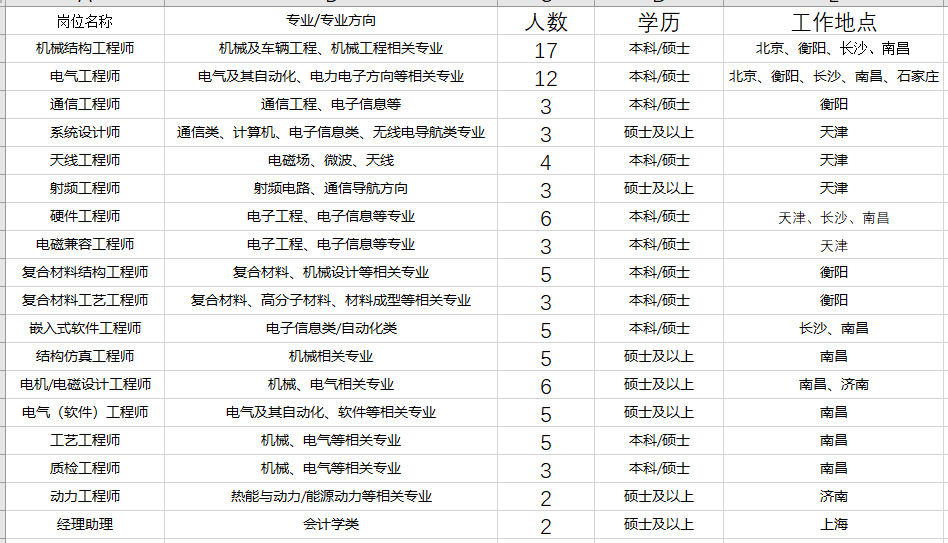 岗位名称 专业/专业方向 人数 学历 工作地点
机械结构工程师 机械及车辆工程、机械工程相关专业 17 本科/硕士 北京、衡阳、长沙、南昌
电气工程师 电气及其自动化、电力电子方向等相关专业 12 本科/硕士 北京、衡阳、长沙、南昌、石家庄
通信工程师 通信工程、电子信息等 3 本科/硕士 衡阳
系统设计师 通信类、计算机、电子信息类、无线电导航类专业 3 硕士及以上 天津
天线工程师 电磁场、微波、天线 4 本科/硕士 天津
射频工程师 射频电路、通信导航方向 3 硕士及以上 天津
硬件工程师 电子工程、电子信息等专业 6 本科/硕士 天津、长沙、南昌
电磁兼容工程师 电子工程、电子信息等专业 3 本科/硕士 天津
复合材料结构工程师 复合材料、机械设计等相关专业 5 本科/硕士 衡阳
复合材料工艺工程师 复合材料、高分子材料、材料成型等相关专业 3 本科/硕士 衡阳
嵌入式软件工程师 电子信息类/自动化类 5 本科/硕士 长沙、南昌
结构仿真工程师 机械相关专业 5 硕士及以上 南昌
电机/电磁设计工程师 机械、电气相关专业 6 硕士及以上 南昌、济南
电气（软件）工程师 电气及其自动化、软件等相关专业 5 硕士及以上 南昌
工艺工程师 机械、电气等相关专业 5 本科/硕士 南昌
质检工程师 机械、电气等相关专业 3 本科/硕士 南昌
动力工程师 热能与动力/能源动力等相关专业 2 硕士及以上 济南
经理助理 会计学类 2 硕士及以上 上海